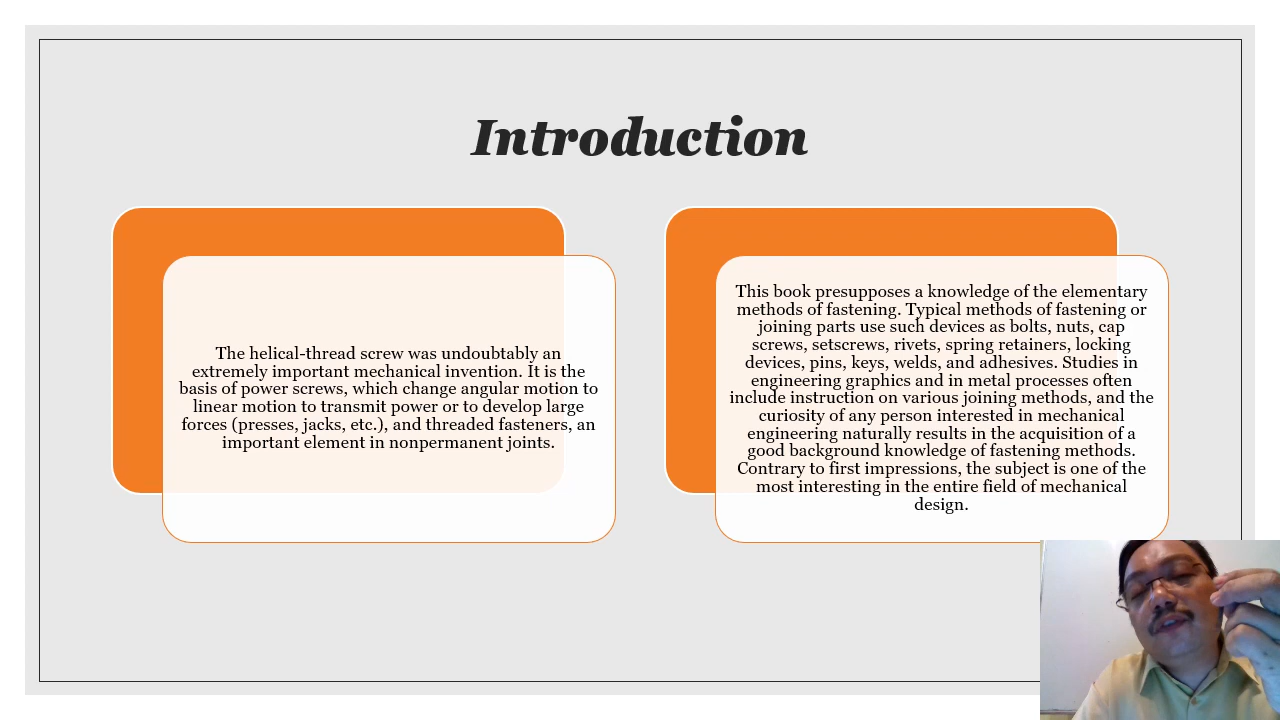 Introduction
The helical-thread screw was undoubtably an
extremely important mechanical invention. It is the
basis of power screws, which change angular motion to
linear motion to transmit power or to develop large
forces (presses, jacks, etc.), and threaded fasteners, an
important element in nonpermanent joints.
This book presupposes a knowledge of the elementary
methods of fastening. Typical methods of fastening or
joining parts use such devices as bolts, nuts, cap
screws, setscrews, rivets, spring retainers, locking
devices, pins, keys, welds, and adhesives. Studies in
engineering graphics and in metal processes often
include instruction on various joining methods, and the
curiosity of any person interested in mechanical
engineering naturally results in the acquisition of a
good background knowledge of fastening methods.
Contrary to first impressions, the subject is one of the
most interesting in the entire field of mechanical
design.